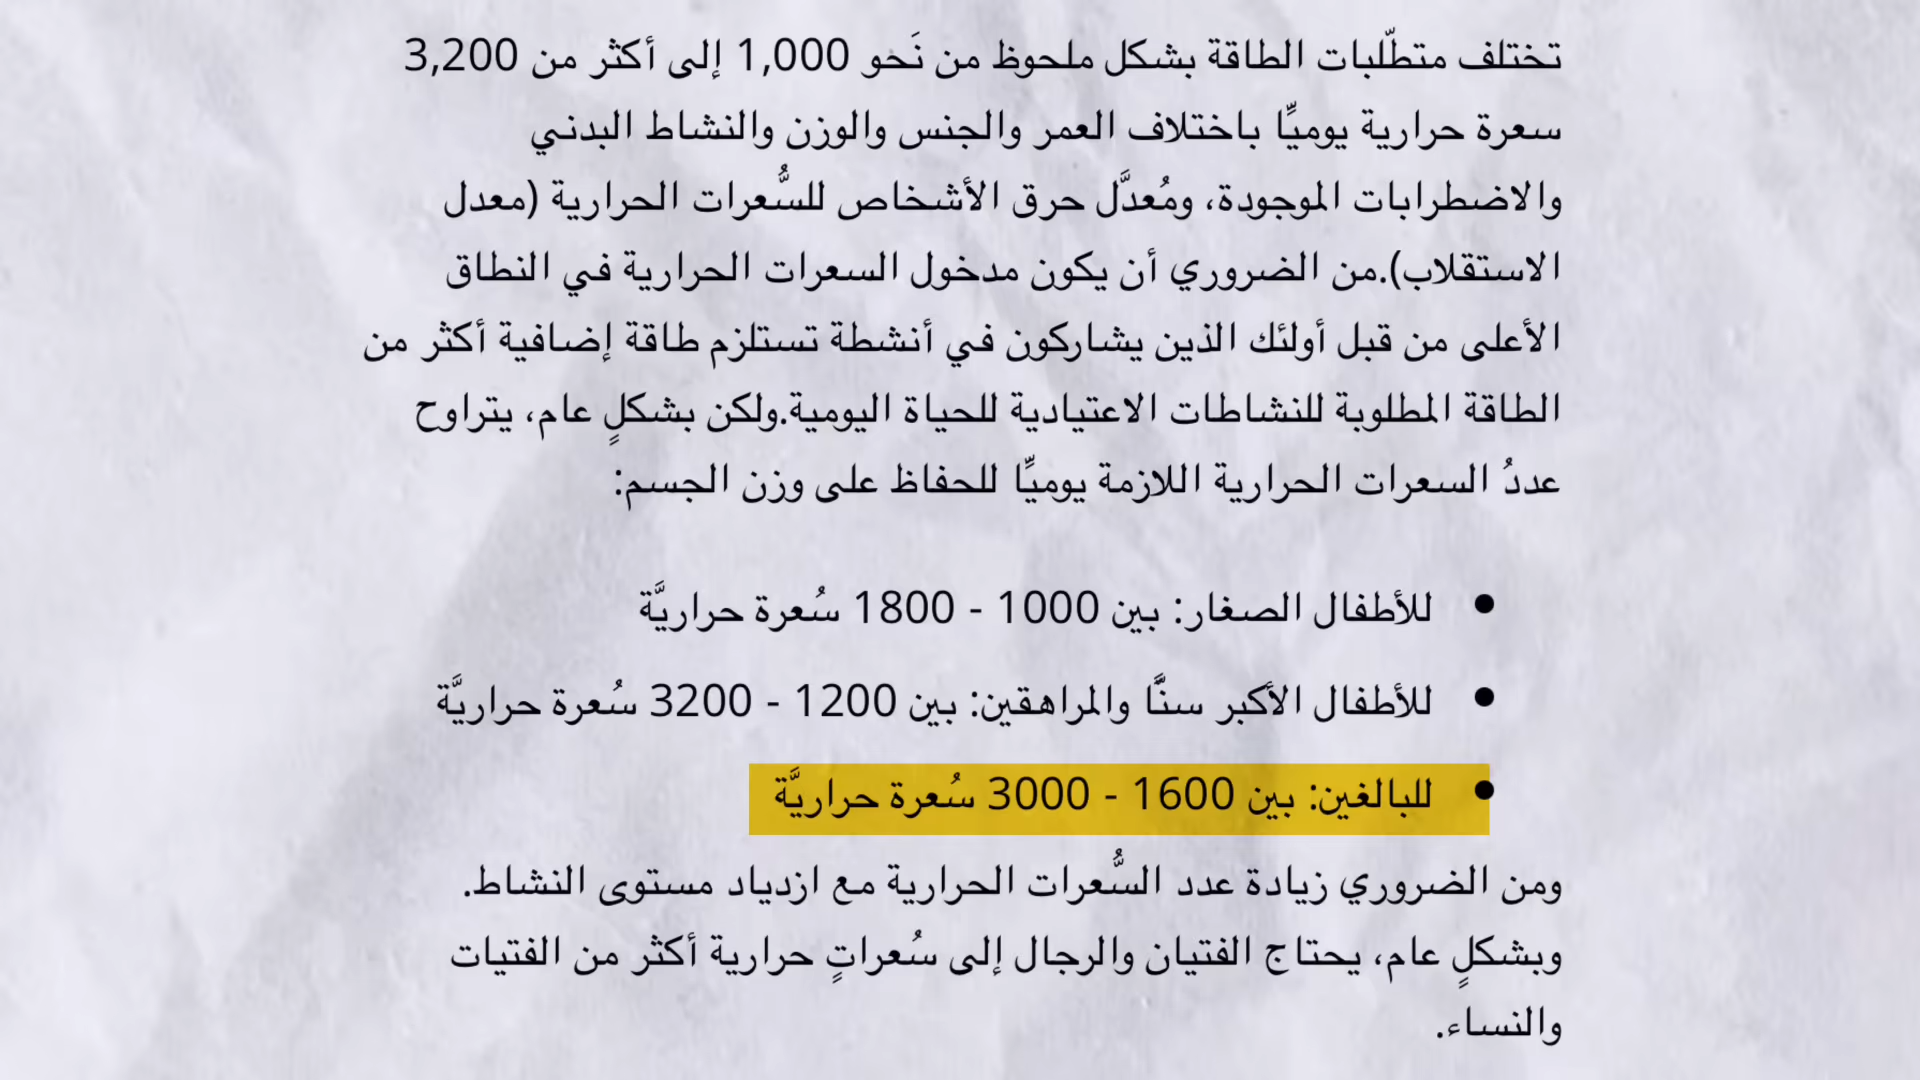 تختلف متطلّبات الطاقة بشكل ملحوظ من نَحو 1,000 إلى أكثر من 3,200
سعرة حرارية يوميًّا باختلاف العمر والجنس والوزن والنشاط البدني
والاضطرابات الموجودة، ومُعدَّل حرق الأشخاص للسُّعرات الحرارية (معدل
الاستقلاب).من الضروري أن يكون مدخول السعرات الحرارية في النطاق
الأعلى من قبل أولئك الذين يشاركون في أنشطة تستلزم طاقة إضافية أكثر من
الطاقة المطلوبة للنشاطات الاعتيادية للحياة اليومية.ولكن بشكلٍ عام، يتراوح
عددُ السعرات الحرارية اللازمة يوميًّا للحفاظ على وزن الجسم:
• للأطفال الصغار: بين 1000 - 1800 سُعرة حراريَّة
• للأطفال الأكبر سنًّا والمراهقين: بين 1200 - 3200 سُعرة حراريَّة
• للبالغين: بين 1600 - 3000 سُعرة حراريَّة
ومن الضروري زيادة عدد السُّعرات الحرارية مع ازدياد مستوى النشاط.
وبشكلٍ عام، يحتاج الفتيان والرجال إلى سُعراتٍ حرارية أكثر من الفتيات
والنساء.